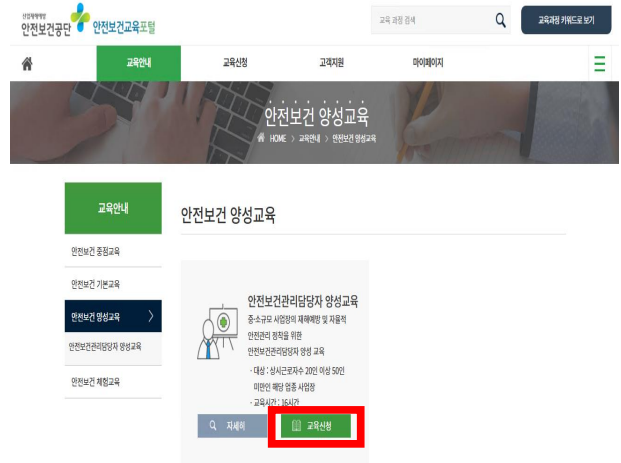 산업재해예방
안전보건공단 안전보건교육포털
교육 과정 검색
교육과정 키워드로 보기
교육안내 교육신청 고객지원 마이페이지
안전보건 양성교육
HOME > 교육안내 > 안전보건 양성교육
교육안내
안전보건 중점교육
안전보건 기본교육
안전보건 양성교육 >
안전보건관리담당자 양성교육
안전보건 체험교육
안전보건 양성교육
안전보건관리담당자 양성교육
중·소규모 사업장의 재해예방 및 자율적
안전관리 정착을 위한
안전보건관리담당자 양성 교육
· 대상 : 상시근로자수 20인 이상 50인
미만인 해당 업종 사업장
· 교육시간 : 16시간
자세히
교육신청